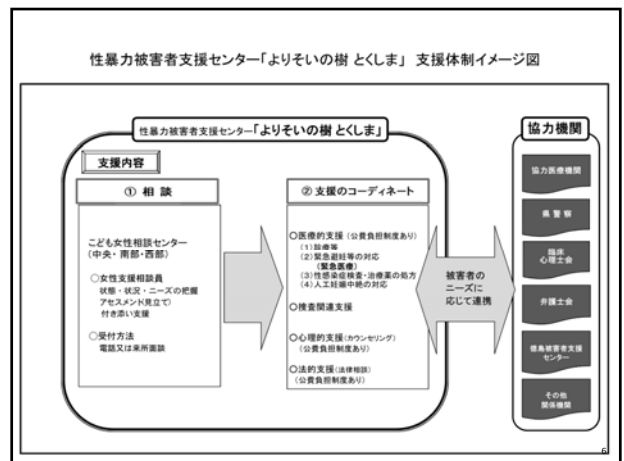 性暴力被害者支援センター「よりそいの樹 とくしま」 支援体制イメージ図
性暴力被害者支援センター「よりそいの樹 とくしま」
支援内容
① 相 談
こども女性相談センター
(中央・南部・西部)
○女性支援相談員
状態・状況・ニーズの把握
アセスメント見立て)
付き添い支援
○受付方法
電話又は来所面談
② 支援のコーディネート
○医療的支援(公費負担制度あり)
(1)診療等
(2)緊急避妊等の対応
(緊急医療)
(3)性感染症検査・治療薬の処方
(4)人工妊娠中絶の対応
○捜査関連支援
○心理的支援(カウンセリング)
(公費負担制度あり)
○法的支援(法律相談)
(公費負担制度あり)
被害者の
ニーズに
応じて連携
協力機関
協力医療機関
県 警 察
臨床
心理士会
弁護士会
徳島被害者支援
センター
その他
関係機関
6